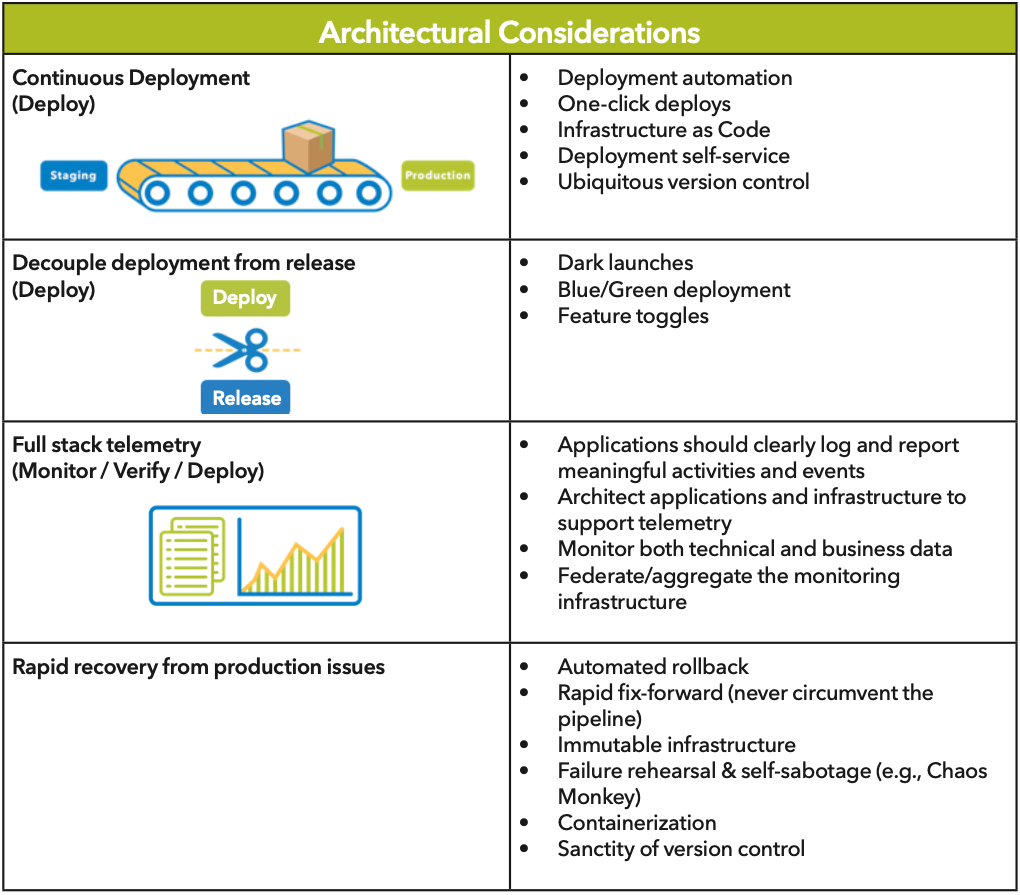 Architectural Considerations
Continuous Deployment
(Deploy)
Staging
Production
• Deployment automation
• One-click deploys
• Infrastructure as Code
• Deployment self-service
• Ubiquitous version control
Decouple deployment from release
(Deploy)
Deploy
Release
• Dark launches
• Blue/Green deployment
• Feature toggles
Full stack telemetry
(Monitor / Verify / Deploy)
• Applications should clearly log and report
meaningful activities and events
• Architect applications and infrastructure to
support telemetry
• Monitor both technical and business data
• Federate/aggregate the monitoring
infrastructure
Rapid recovery from production issues
• Automated rollback
• Rapid fix-forward (never circumvent the
pipeline)
• Immutable infrastructure
• Failure rehearsal & self-sabotage (e.g., Chaos
Monkey)
• Containerization
• Sanctity of version control